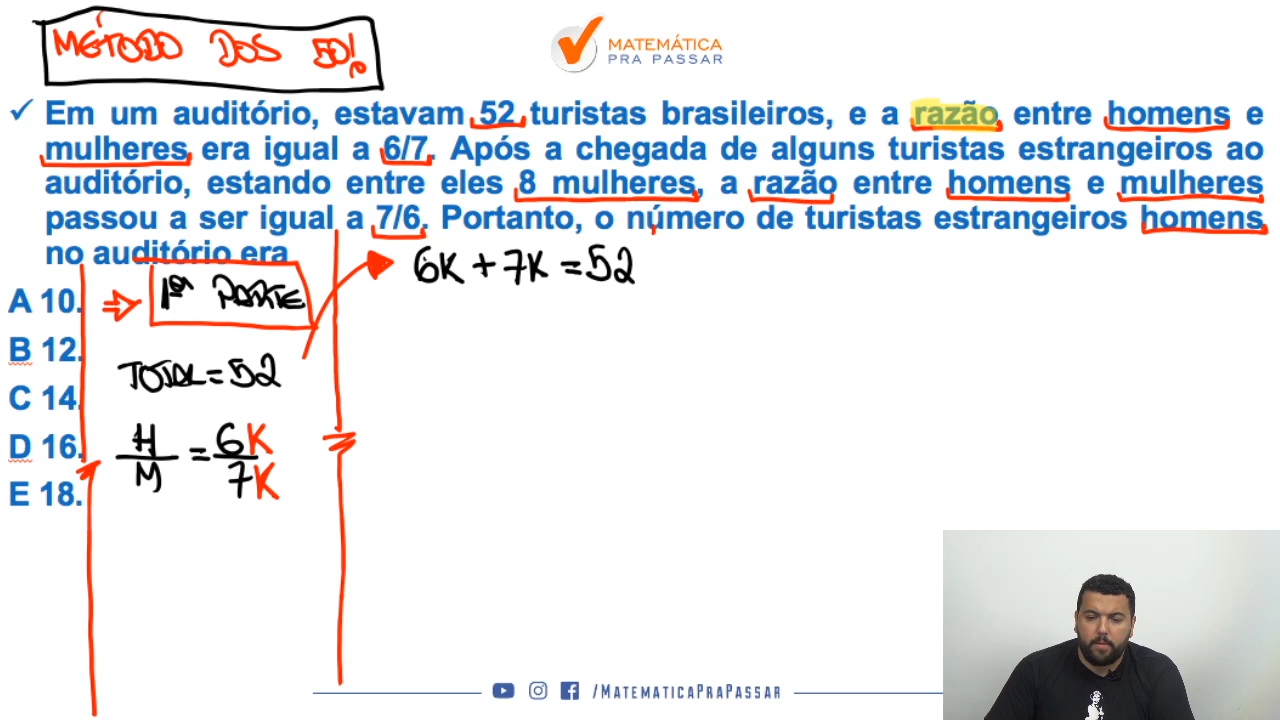 MÉTODO DOS 50!
MATEMÁTICA
PRA PASSAR
✓ Em um auditório, estavam 52 turistas brasileiros, e a razão entre homens e
mulheres era igual a 6/7. Após a chegada de alguns turistas estrangeiros ao
auditório, estando entre eles 8 mulheres, a razão entre homens e mulheres
passou a ser igual a 7/6. Portanto, o número de turistas estrangeiros homens
no auditório era
A 10.
B 12.
C 14.
D 16.
E 18.
⇒ 1ª PARTE
TOTAL = 52
H/M = 6K/7K
6K + 7K = 52
/MATEMATICAPRAPASSAR